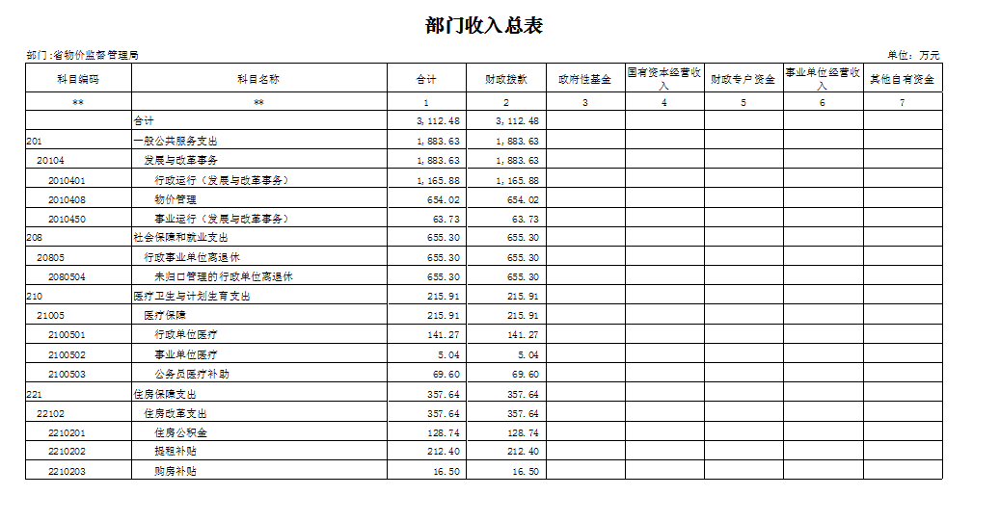 部门收入总表
部门:省物价监督管理局 单位：万元
科目编码 科目名称 合计 财政拨款 政府性基金 国有资本经营收入 财政专户资金 事业单位经营收入 其他自有资金
** ** 1 2 3 4 5 6 7
合计 3,112.48 3,112.48
201 一般公共服务支出 1,883.63 1,883.63
20104 发展与改革事务 1,883.63 1,883.63
2010401 行政运行（发展与改革事务） 1,165.88 1,165.88
2010408 物价管理 654.02 654.02
2010450 事业运行（发展与改革事务） 63.73 63.73
208 社会保障和就业支出 655.30 655.30
20805 行政事业单位离退休 655.30 655.30
2080504 未归口管理的行政单位离退休 655.30 655.30
210 医疗卫生与计划生育支出 215.91 215.91
21005 医疗保障 215.91 215.91
2100501 行政单位医疗 141.27 141.27
2100502 事业单位医疗 5.04 5.04
2100503 公务员医疗补助 69.60 69.60
221 住房保障支出 357.64 357.64
22102 住房改革支出 357.64 357.64
2210201 住房公积金 128.74 128.74
2210202 提租补贴 212.40 212.40
2210203 购房补贴 16.50 16.50